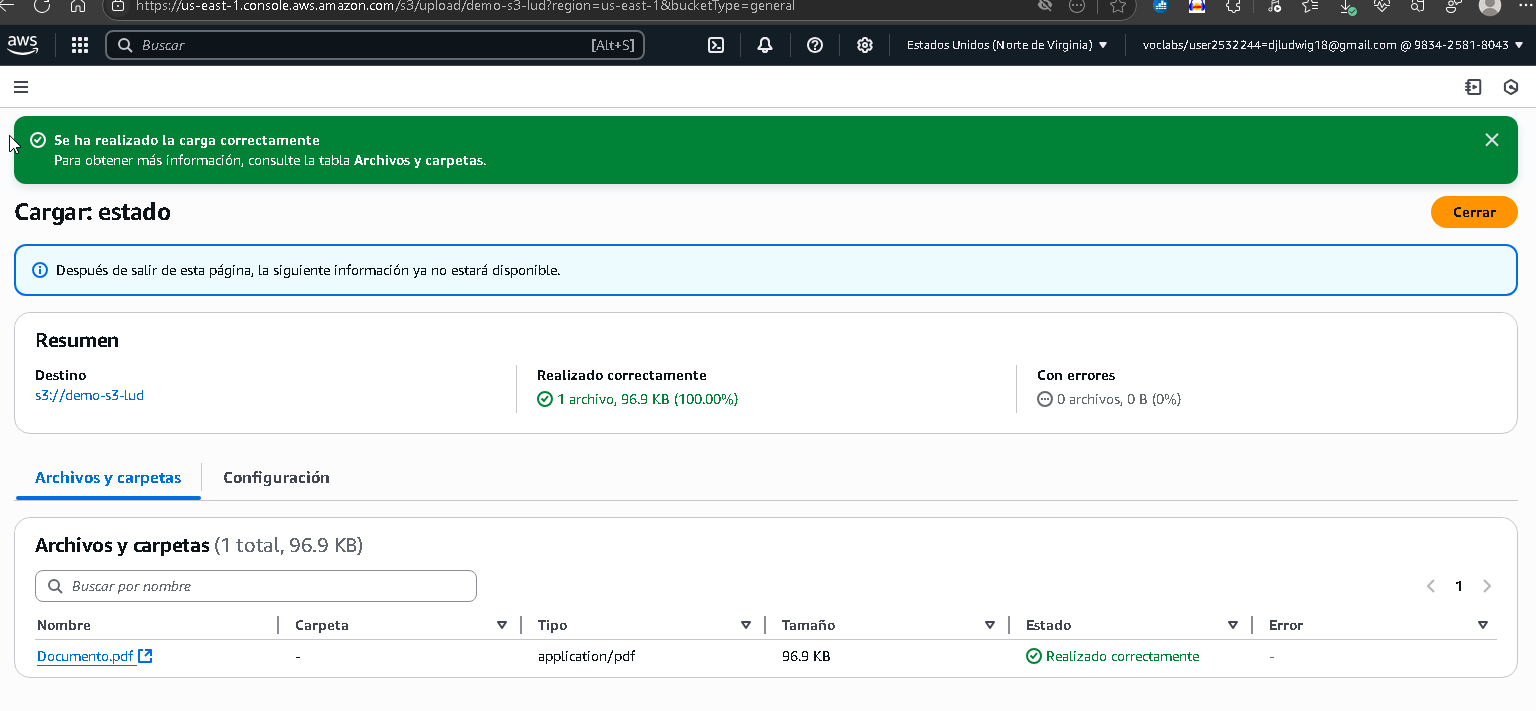 https://us-east-1.console.aws.amazon.com/s3/upload/demo-s3-lud?region=us-east-1&bucketType=general
aws
Buscar [Alt+S] Estados Unidos (Norte de Virginia) voclabs/user2532244=djludwig18@gmail.com @ 9834-2581-8043
Se ha realizado la carga correctamente
Para obtener más información, consulte la tabla Archivos y carpetas.
Cargar: estado
Cerrar
Después de salir de esta página, la siguiente información ya no estará disponible.
Resumen
Destino Realizado correctamente Con errores
s3://demo-s3-lud 1 archivo, 96.9 KB (100.00%) 0 archivos, 0 B (0%)
Archivos y carpetas Configuración
Archivos y carpetas (1 total, 96.9 KB)
Buscar por nombre 1
Nombre Carpeta Tipo Tamaño Estado Error
Documento.pdf - application/pdf 96.9 KB Realizado correctamente -